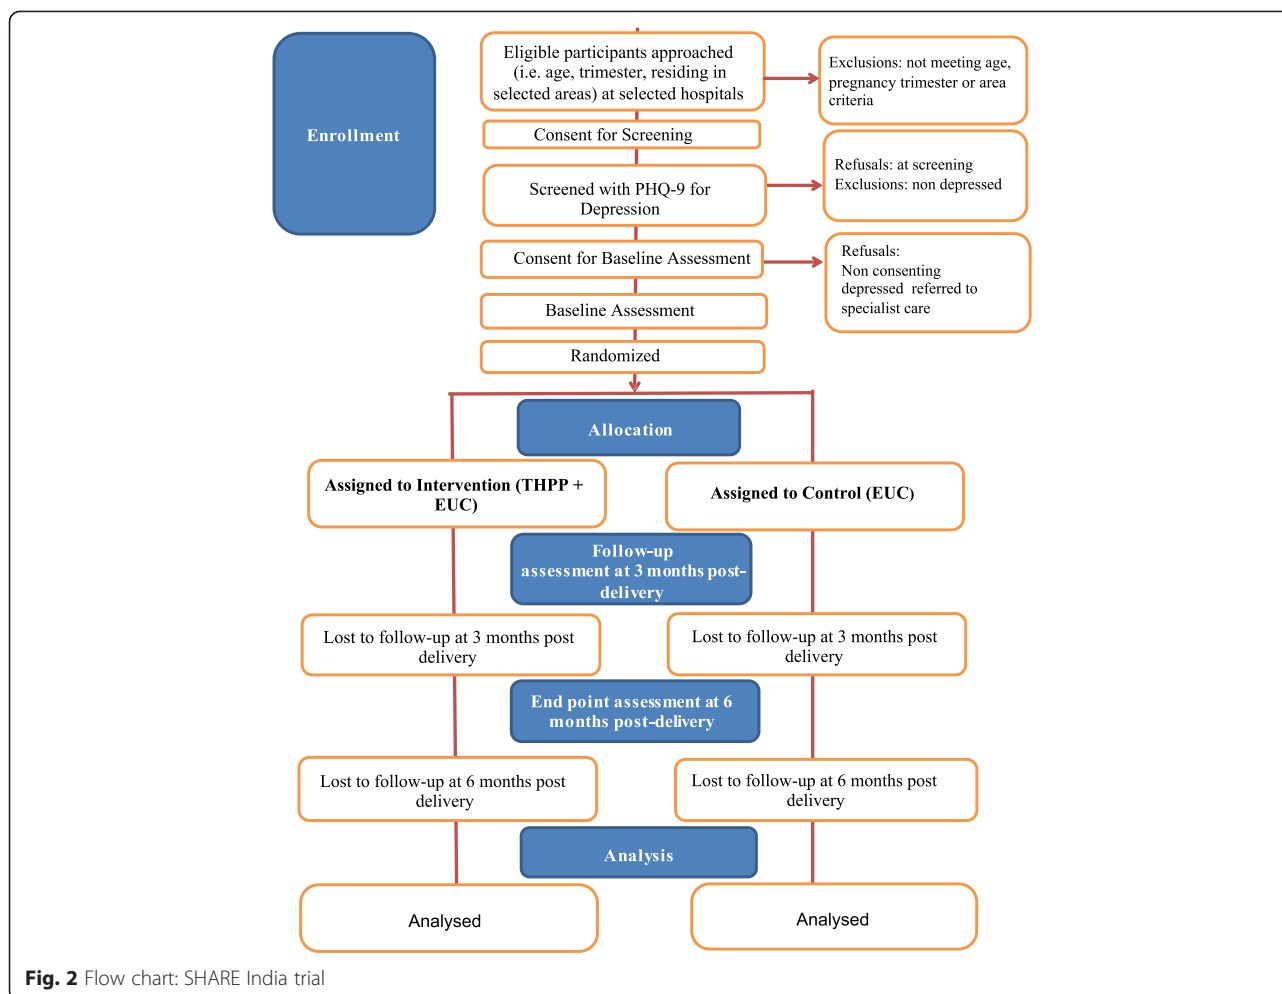 Enrollment
Eligible participants approached
(i.e. age, trimester, residing in
selected areas) at selected hospitals
Exclusions: not meeting age,
pregnancy trimester or area
criteria
Consent for Screening
Screened with PHQ-9 for
Depression
Refusals: at screening
Exclusions: non depressed
Consent for Baseline Assessment
Refusals:
Non consenting
depressed referred to
specialist care
Baseline Assessment
Randomized
Allocation
Assigned to Intervention (THPP +
EUC)
Assigned to Control (EUC)
Follow-up
assessment at 3 months post-
delivery
Lost to follow-up at 3 months post
delivery
Lost to follow-up at 3 months post
delivery
End point assessment at 6
months post-delivery
Lost to follow-up at 6 months post
delivery
Lost to follow-up at 6 months post
delivery
Analysis
Analysed
Analysed
Fig. 2 Flow chart: SHARE India trial